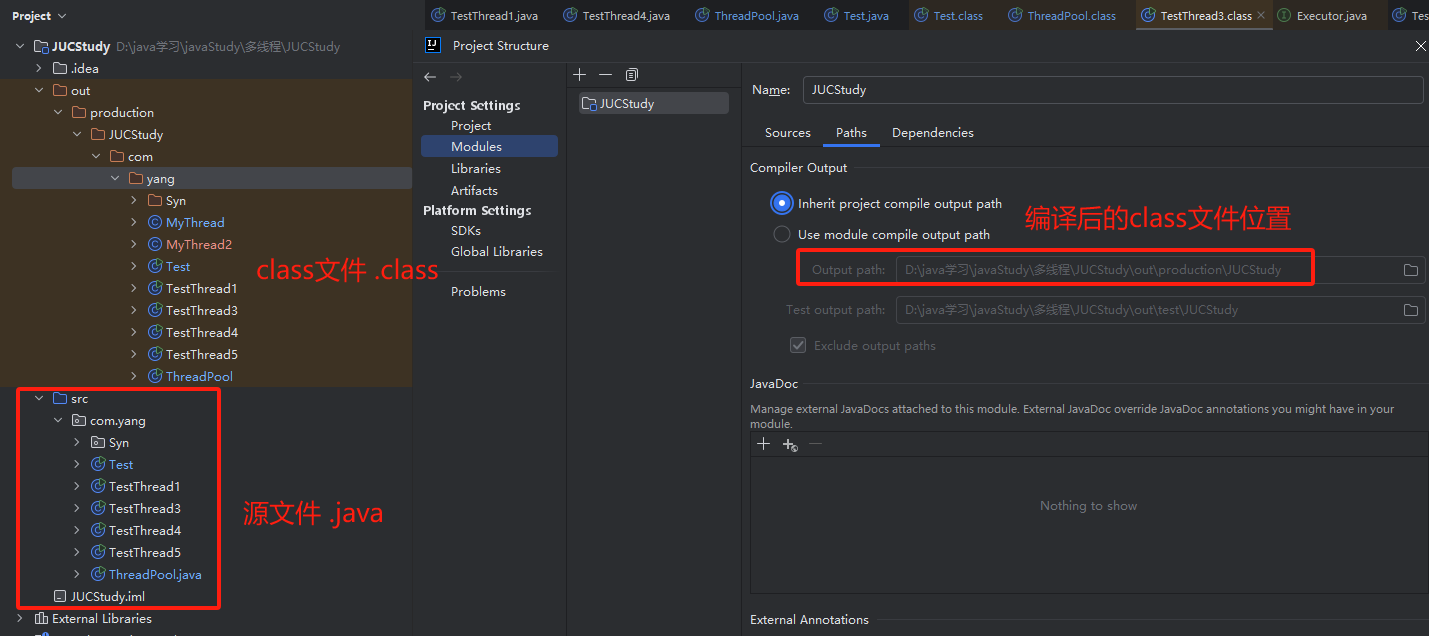 Project
TestThread1.java
TestThread4.java
ThreadPool.java
Test.java
Test.class
ThreadPool.class
TestThread3.class
Executor.java
Tes
JUCStudy D:\java学习\javaStudy\多线程\JUCStudy
.idea
out
production
JUCStudy
com
yang
Syn
MyThread
MyThread2
Test
TestThread1
TestThread3
TestThread4
TestThread5
ThreadPool
class文件 .class
src
com.yang
Syn
Test
TestThread1
TestThread3
TestThread4
TestThread5
ThreadPool.java
JUCStudy.iml
源文件 .java
External Libraries
Project Structure
Project Settings
Project
Modules
Libraries
Artifacts
Platform Settings
SDKs
Global Libraries
Problems
JUCStudy
Name: JUCStudy
Sources Paths Dependencies
Compiler Output
Inherit project compile output path
Use module compile output path
编译后的class文件位置
Output path: D:\java学习\javaStudy\多线程\JUCStudy\out\production\JUCStudy
Test output path: D:\java学习\javaStudy\多线程\JUCStudy\out\test\JUCStudy
Exclude output paths
JavaDoc
Manage external JavaDocs attached to this module. External JavaDoc override JavaDoc annotations you might have in your
module.
Nothing to show
External Annotations